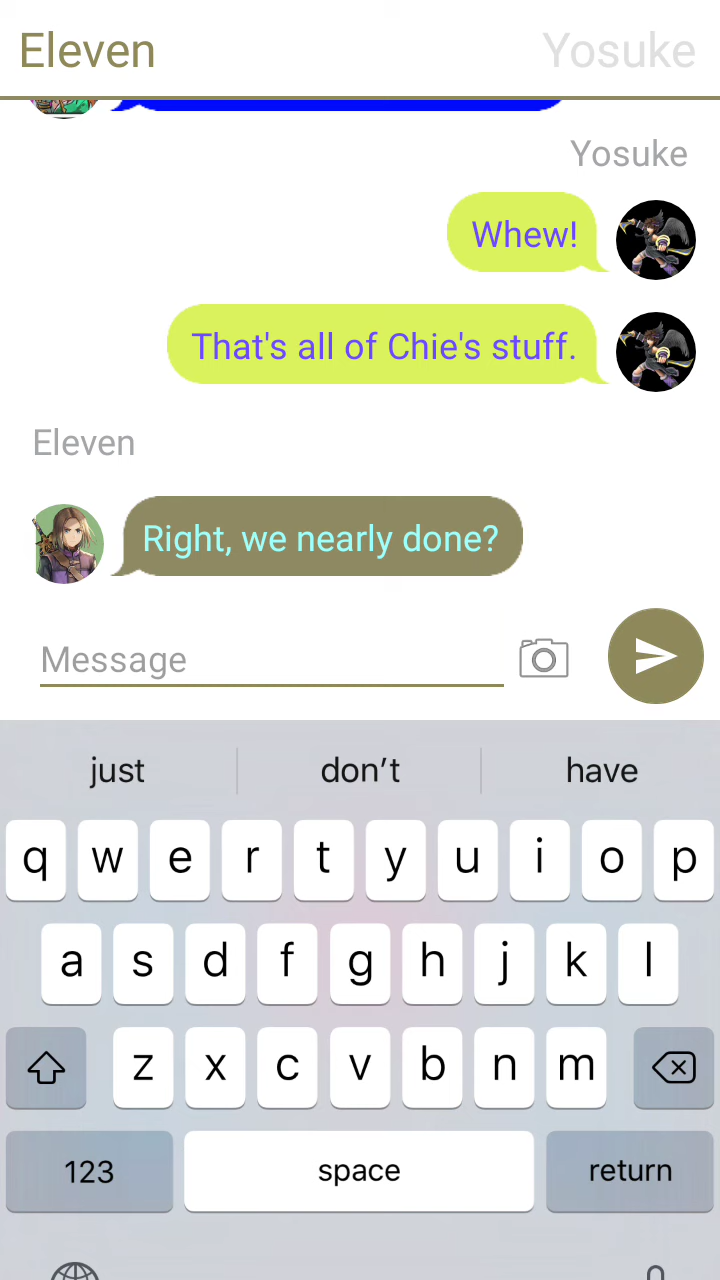 Eleven Yosuke
Yosuke
Whew!
That's all of Chie's stuff.
Eleven
Right, we nearly done?
Message
just don’t have
q w e r t y u i o p
a s d f g h j k l
z x c v b n m
123 space return